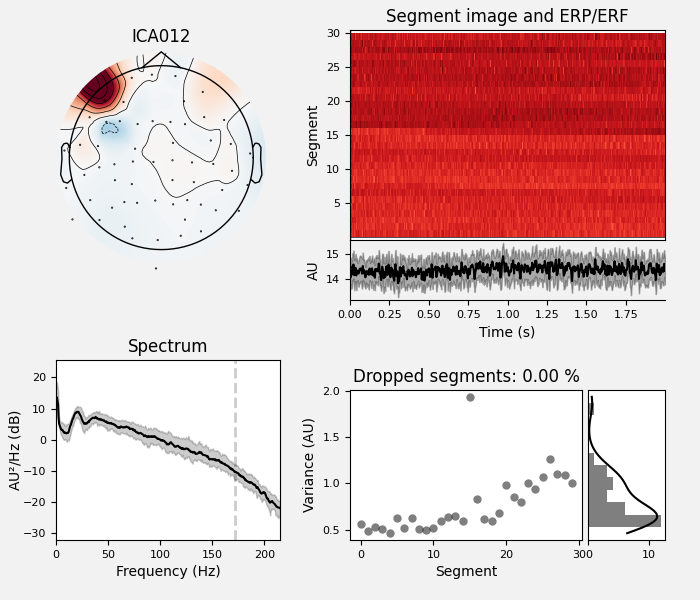 ICA012
Segment image and ERP/ERF
Segment
30
25
20
15
10
5
AU
15
14
0.00 0.25 0.50 0.75 1.00 1.25 1.50 1.75
Time (s)
Spectrum
AU²/Hz (dB)
20
10
0
−10
−20
−30
0 50 100 150 200
Frequency (Hz)
Dropped segments: 0.00 %
Variance (AU)
2.0
1.5
1.0
0.5
0 10 20 30
Segment
0 10